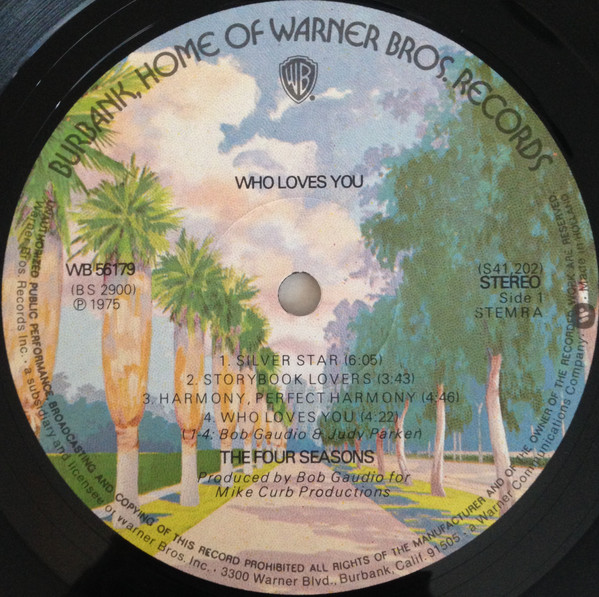 BURBANK, HOME OF WARNER BROS. RECORDS
WB
®
WHO LOVES YOU
WB 56179
(BS 2900)
℗ 1975
(S41.202)
STEREO
Side 1
STEMRA
1. SILVER STAR (6:05)
2. STORYBOOK LOVERS (3:43)
3. HARMONY, PERFECT HARMONY (4:46)
4. WHO LOVES YOU (4:22)
(1-4: Bob Gaudio & Judy Parker)
THE FOUR SEASONS
Produced by Bob Gaudio for
Mike Curb Productions
UNAUTHORIZED PUBLIC PERFORMANCE, BROADCASTING AND COPYING OF THIS RECORD PROHIBITED ALL RIGHTS OF THE MANUFACTURER AND OF THE OWNER OF THE RECORDED WORK ARE RESERVED
Warner Bros. Records Inc. • a subsidiary and licensee of Warner Bros. Inc. • 3300 Warner Blvd., Burbank, Calif. 91505 • a Warner Communications Company. Made in Holland